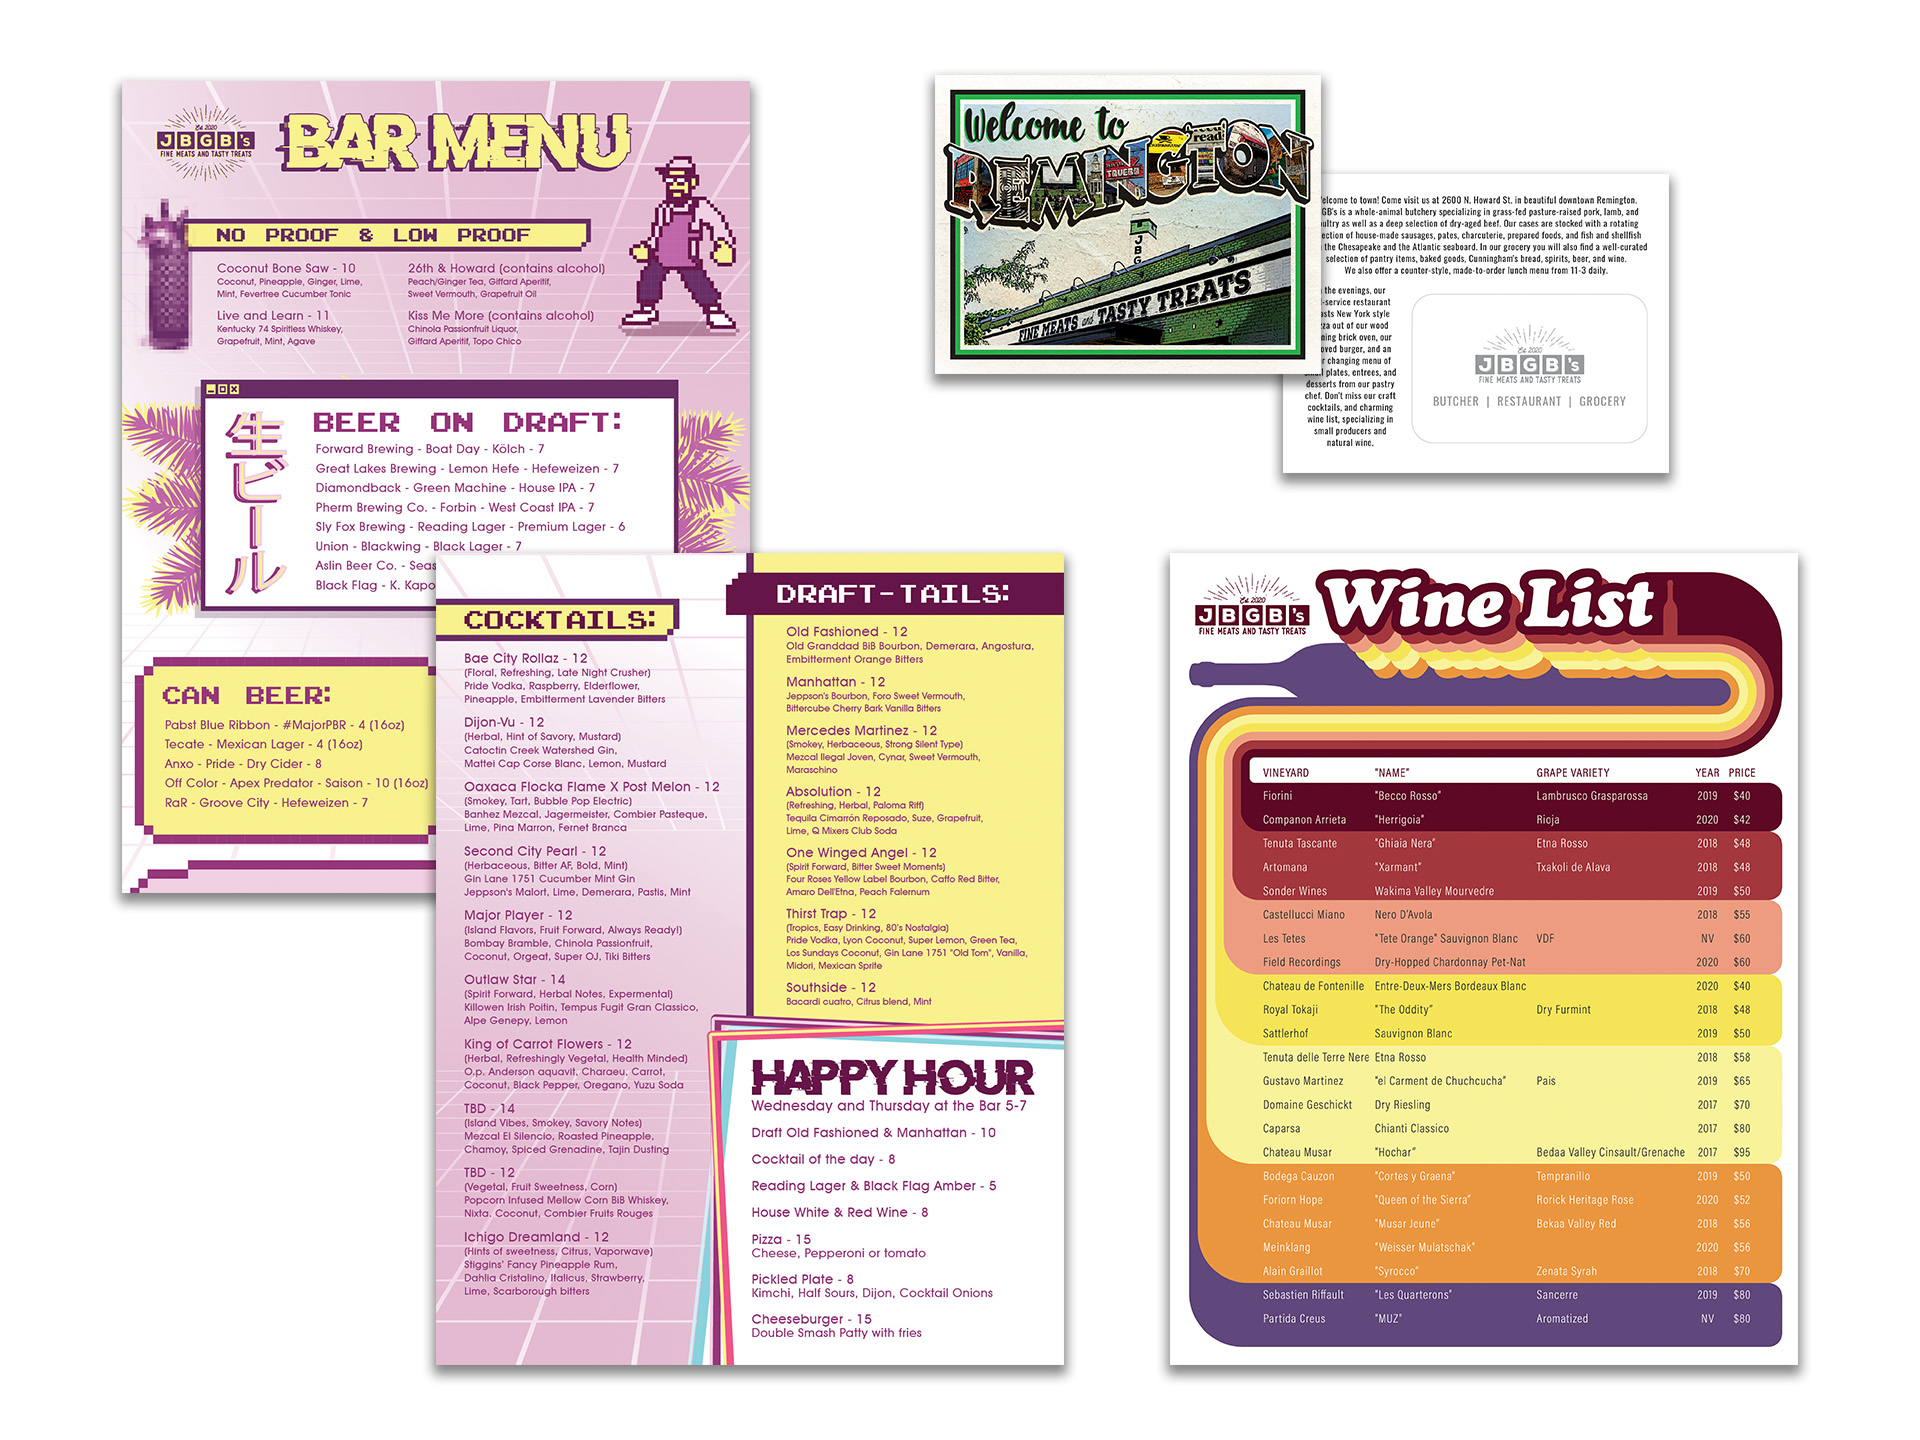 Est. 2020
JBGB's
FINE MEATS AND TASTY TREATS
BAR MENU
NO PROOF & LOW PROOF
Coconut Bone Saw - 10
Coconut, Pineapple, Ginger, Lime,
Mint, Fevertree Cucumber Tonic
Live and Learn - 11
Kentucky 74 Spiritless Whiskey,
Grapefruit, Mint, Agave
26th & Howard (contains alcohol)
Peach/Ginger Tea, Giffard Aperitif,
Sweet Vermouth, Grapefruit Oil
Kiss Me More (contains alcohol)
Chinola Passionfruit Liquor,
Giffard Aperitif, Topo Chico
生ビール
BEER ON DRAFT:
Forward Brewing - Boat Day - Kölch - 7
Great Lakes Brewing - Lemon Hefe - Hefeweizen - 7
Diamondback - Green Machine - House IPA - 7
Pherm Brewing Co. - Forbin - West Coast IPA - 7
Sly Fox Brewing - Reading Lager - Premium Lager - 6
Union - Blackwing - Black Lager - 7
Aslin Beer Co. - Seas
Black Flag - K. Kapo
CAN BEER:
Pabst Blue Ribbon - #MajorPBR - 4 (16oz)
Tecate - Mexican Lager - 4 (16oz)
Anxo - Pride - Dry Cider - 8
Off Color - Apex Predator - Saison - 10 (16oz)
RaR - Groove City - Hefeweizen - 7
COCKTAILS:
Bae City Rollaz - 12
(Floral, Refreshing, Late Night Crusher)
Pride Vodka, Raspberry, Elderflower,
Pineapple, Embitterment Lavender Bitters
Dijon-Vu - 12
(Herbal, Hint of Savory, Mustard)
Catoctin Creek Watershed Gin,
Mattei Cap Corse Blanc, Lemon, Mustard
Oaxaca Flocka Flame X Post Melon - 12
(Smokey, Tart, Bubble Pop Electric)
Banhez Mezcal, Jagermeister, Combier Pasteque,
Lime, Pina Marron, Fernet Branca
Second City Pearl - 12
(Herbaceous, Bitter AF, Bold, Mint)
Gin Lane 1751 Cucumber Mint Gin
Jeppson's Malort, Lime, Demerara, Pastis, Mint
Major Player - 12
(Island Flavors, Fruit Forward, Always Ready!)
Bombay Bramble, Chinola Passionfruit,
Coconut, Orgeat, Super OJ, Tiki Bitters
Outlaw Star - 14
(Spirit Forward, Herbal Notes, Expermental)
Killowen Irish Poitin, Tempus Fugit Gran Classico,
Alpe Genepy, Lemon
King of Carrot Flowers - 12
(Herbal, Refreshingly Vegetal, Health Minded)
O.p. Anderson aquavit, Charaeu, Carrot,
Coconut, Black Pepper, Oregano, Yuzu Soda
TBD - 14
(Island Vibes, Smokey, Savory Notes)
Mezcal El Silencio, Roasted Pineapple,
Chamoy, Spiced Grenadine, Tajin Dusting
TBD - 12
(Vegetal, Fruit Sweetness, Corn)
Popcorn Infused Mellow Corn BiB Whiskey,
Nixta, Coconut, Combier Fruits Rouges
Ichigo Dreamland - 12
(Hints of sweetness, Citrus, Vaporwave)
Stiggins' Fancy Pineapple Rum,
Dahlia Cristalino, Italicus, Strawberry,
Lime, Scarborough bitters
DRAFT-TAILS:
Old Fashioned - 12
Old Granddad BiB Bourbon, Demerara, Angostura,
Embitterment Orange Bitters
Manhattan - 12
Jeppson's Bourbon, Foro Sweet Vermouth,
Bittercube Cherry Bark Vanilla Bitters
Mercedes Martinez - 12
(Smokey, Herbaceous, Strong Silent Type)
Mezcal Ilegal Joven, Cynar, Sweet Vermouth,
Maraschino
Absolution - 12
(Refreshing, Herbal, Paloma Riff)
Tequila Cimarrón Reposado, Suze, Grapefruit,
Lime, Q Mixers Club Soda
One Winged Angel - 12
(Spirit Forward, Bitter Sweet Moments)
Four Roses Yellow Label Bourbon, Caffo Red Bitter,
Amaro Dell'Etna, Peach Falernum
Thirst Trap - 12
(Tropics, Easy Drinking, 80's Nostalgia)
Pride Vodka, Lyon Coconut, Super Lemon, Green Tea,
Los Sundays Coconut, Gin Lane 1751 "Old Tom", Vanilla,
Midori, Mexican Sprite
Southside - 12
Bacardi cuatro, Citrus blend, Mint
HAPPY HOUR
Wednesday and Thursday at the Bar 5-7
Draft Old Fashioned & Manhattan - 10
Cocktail of the day - 8
Reading Lager & Black Flag Amber - 5
House White & Red Wine - 8
Pizza - 15
Cheese, Pepperoni or tomato
Pickled Plate - 8
Kimchi, Half Sours, Dijon, Cocktail Onions
Cheeseburger - 15
Double Smash Patty with fries
Welcome to
REMINGTON
TAVERN
read
JBGB
FINE MEATS and TASTY TREATS
elcome to town! Come visit us at 2600 N. Howard St. in beautiful downtown Remington.
GB's is a whole-animal butchery specializing in grass-fed pasture-raised pork, lamb, and
ultry as well as a deep selection of dry-aged beef. Our cases are stocked with a rotating
ection of house-made sausages, pates, charcuterie, prepared foods, and fish and shellfish
the Chesapeake and the Atlantic seaboard. In our grocery you will also find a well-curated
selection of pantry items, baked goods, Cunningham's bread, spirits, beer, and wine.
We also offer a counter-style, made-to-order lunch menu from 11-3 daily.
the evenings, our
-service restaurant
asts New York style
zza out of our wood
ning brick oven, our
oved burger, and an
r changing menu of
small plates, entrees, and
desserts from our pastry
chef. Don't miss our craft
cocktails, and charming
wine list, specializing in
small producers and
natural wine.
Est. 2020
JBGB's
FINE MEATS AND TASTY TREATS
BUTCHER | RESTAURANT | GROCERY
Est. 2020
JBGB's
FINE MEATS AND TASTY TREATS
Wine List
VINEYARD "NAME" GRAPE VARIETY YEAR PRICE
Fiorini "Becco Rosso" Lambrusco Grasparossa 2019 $40
Companon Arrieta "Herrigoia" Rioja 2020 $42
Tenuta Tascante "Ghiaia Nera" Etna Rosso 2018 $48
Artomana "Xarmant" Txakoli de Alava 2018 $48
Sonder Wines Wakima Valley Mourvedre 2019 $50
Castellucci Miano Nero D'Avola 2018 $55
Les Tetes "Tete Orange" Sauvignon Blanc VDF NV $60
Field Recordings Dry-Hopped Chardonnay Pet-Nat 2020 $60
Chateau de Fontenille Entre-Deux-Mers Bordeaux Blanc 2020 $40
Royal Tokaji "The Oddity" Dry Furmint 2018 $48
Sattlerhof Sauvignon Blanc 2019 $50
Tenuta delle Terre Nere Etna Rosso 2018 $58
Gustavo Martinez "el Carment de Chuchcucha" Pais 2019 $65
Domaine Geschickt Dry Riesling 2017 $70
Caparsa Chianti Classico 2017 $80
Chateau Musar "Hochar" Bedaa Valley Cinsault/Grenache 2017 $95
Bodega Cauzon "Cortes y Graena" Tempranillo 2019 $50
Foriorn Hope "Queen of the Sierra" Rorick Heritage Rose 2020 $52
Chateau Musar "Musar Jeune" Bekaa Valley Red 2018 $56
Meinklang "Weisser Mulatschak" 2020 $56
Alain Graillot "Syrocco" Zenata Syrah 2018 $70
Sebastien Riffault "Les Quarterons" Sancerre 2019 $80
Partida Creus "MUZ" Aromatized NV $80